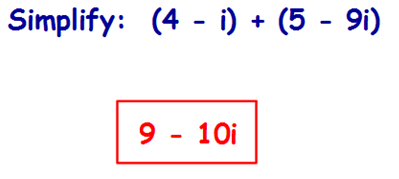 Simplify: (4 - i) + (5 - 9i)
9 - 10i